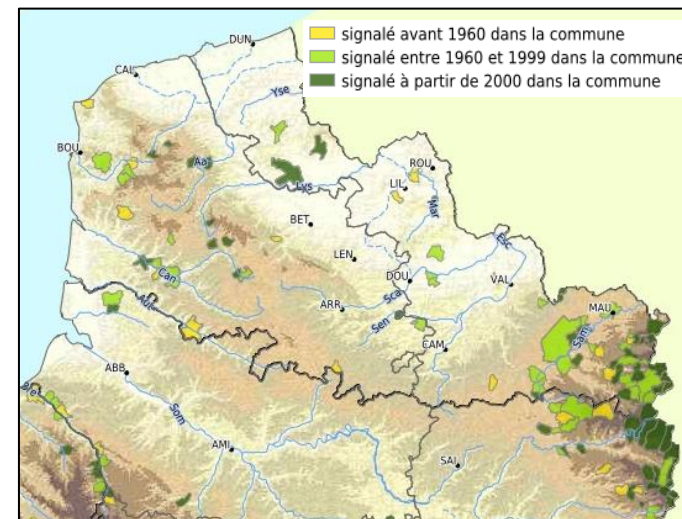 signalé avant 1960 dans la commune
signalé entre 1960 et 1999 dans la commune
signalé à partir de 2000 dans la commune
DUN
CAL
Yse
BOU
Aa
ROU
LIL
Lys
Mar
BET
LEN
Esc
DOU
VAL
Can
Aut
ARR
Sca
Sen
MAU
Sam
CAM
ABB
Som
AMI
SAI